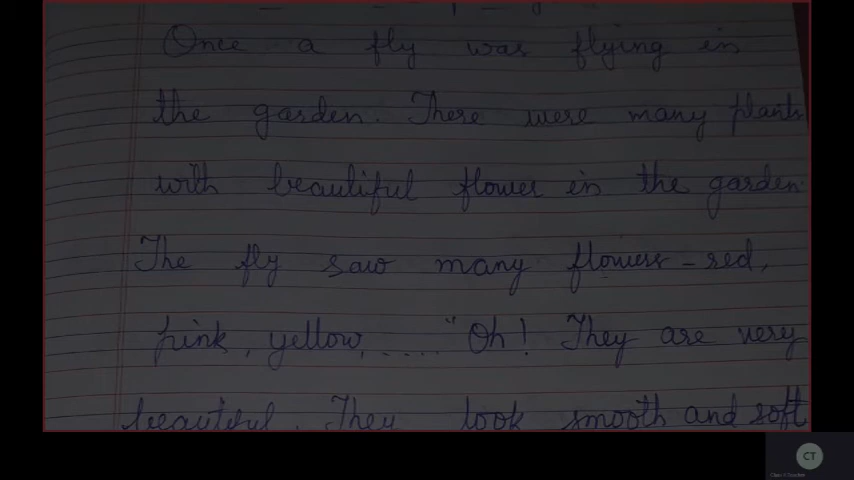 Once a fly was flying in
the garden. There were many plants
with beautiful flower in the garden.
The fly saw many flowers - red,
pink, yellow, .... "Oh! They are very
beautiful. They look smooth and soft
CT